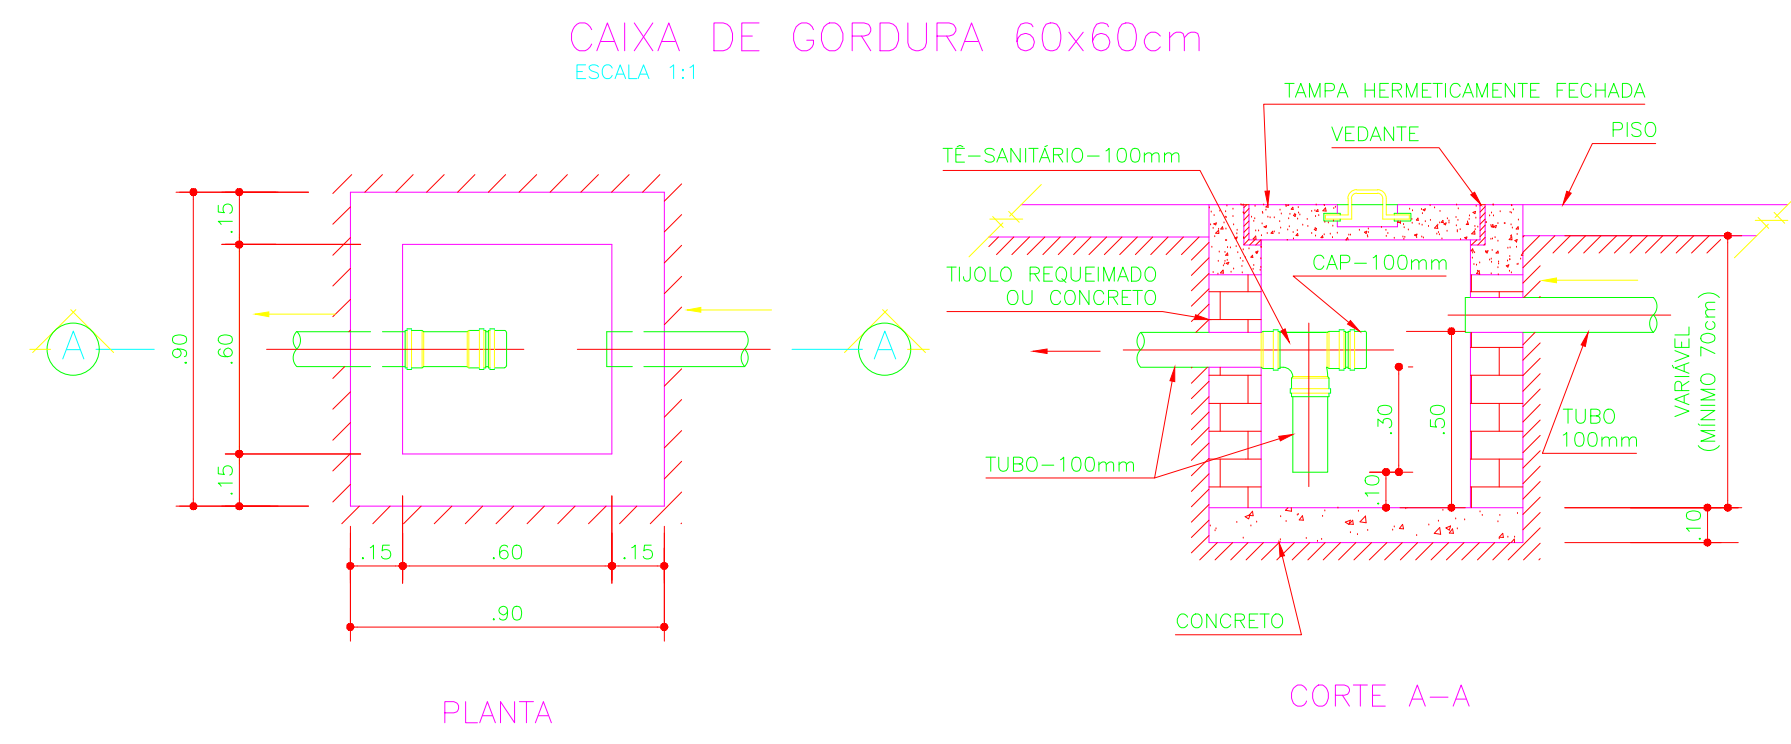 CAIXA DE GORDURA 60x60cm
ESCALA 1:1
.15
.90
.60
.15
A
A
.15
.60
.15
.90
PLANTA
TAMPA HERMETICAMENTE FECHADA
VEDANTE
PISO
TÊ-SANITÁRIO-100mm
CAP-100mm
TIJOLO REQUEIMADO
OU CONCRETO
VARIÁVEL
(MÍNIMO 70cm)
.30
.50
TUBO
100mm
TUBO-100mm
.10
.10
CONCRETO
CORTE A-A